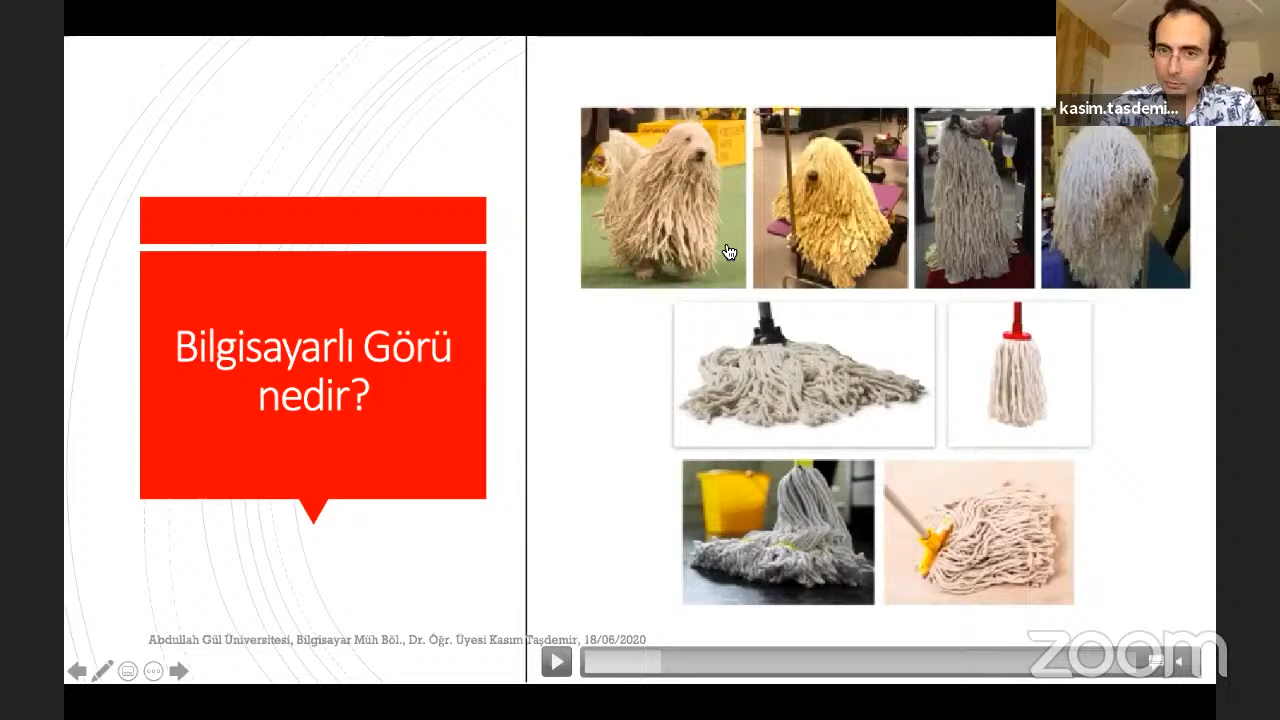 kasim.tasdemi...
Bilgisayarlı Görü
nedir?
Abdullah Gül Üniversitesi, Bilgisayar Müh Böl., Dr. Öğr. Üyesi Kasım Taşdemir, 18/06/2020
zoom